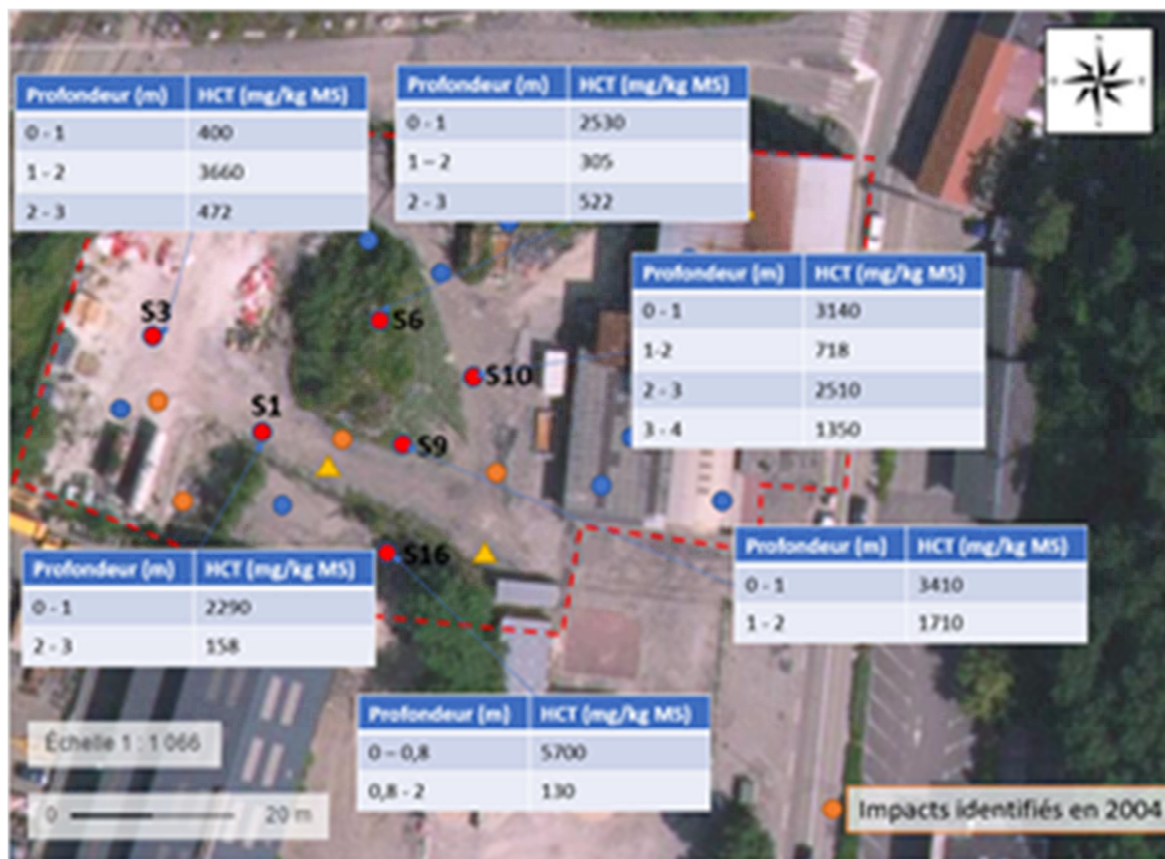 Profondeur (m) HCT (mg/kg MS)
0 - 1 400
1 - 2 3660
2 - 3 472
Profondeur (m) HCT (mg/kg MS)
0 - 1 2530
1 – 2 305
2 - 3 522
Profondeur (m) HCT (mg/kg MS)
0 - 1 3140
1-2 718
2 - 3 2510
3 - 4 1350
S3
S6
S10
S1
S9
S16
Profondeur (m) HCT (mg/kg MS)
0 - 1 2290
2 - 3 158
Profondeur (m) HCT (mg/kg MS)
0 - 1 3410
1 - 2 1710
Profondeur (m) HCT (mg/kg MS)
0 – 0,8 5700
0,8 - 2 130
Échelle 1 : 1 066
0 20 m
Impacts identifiés en 2004